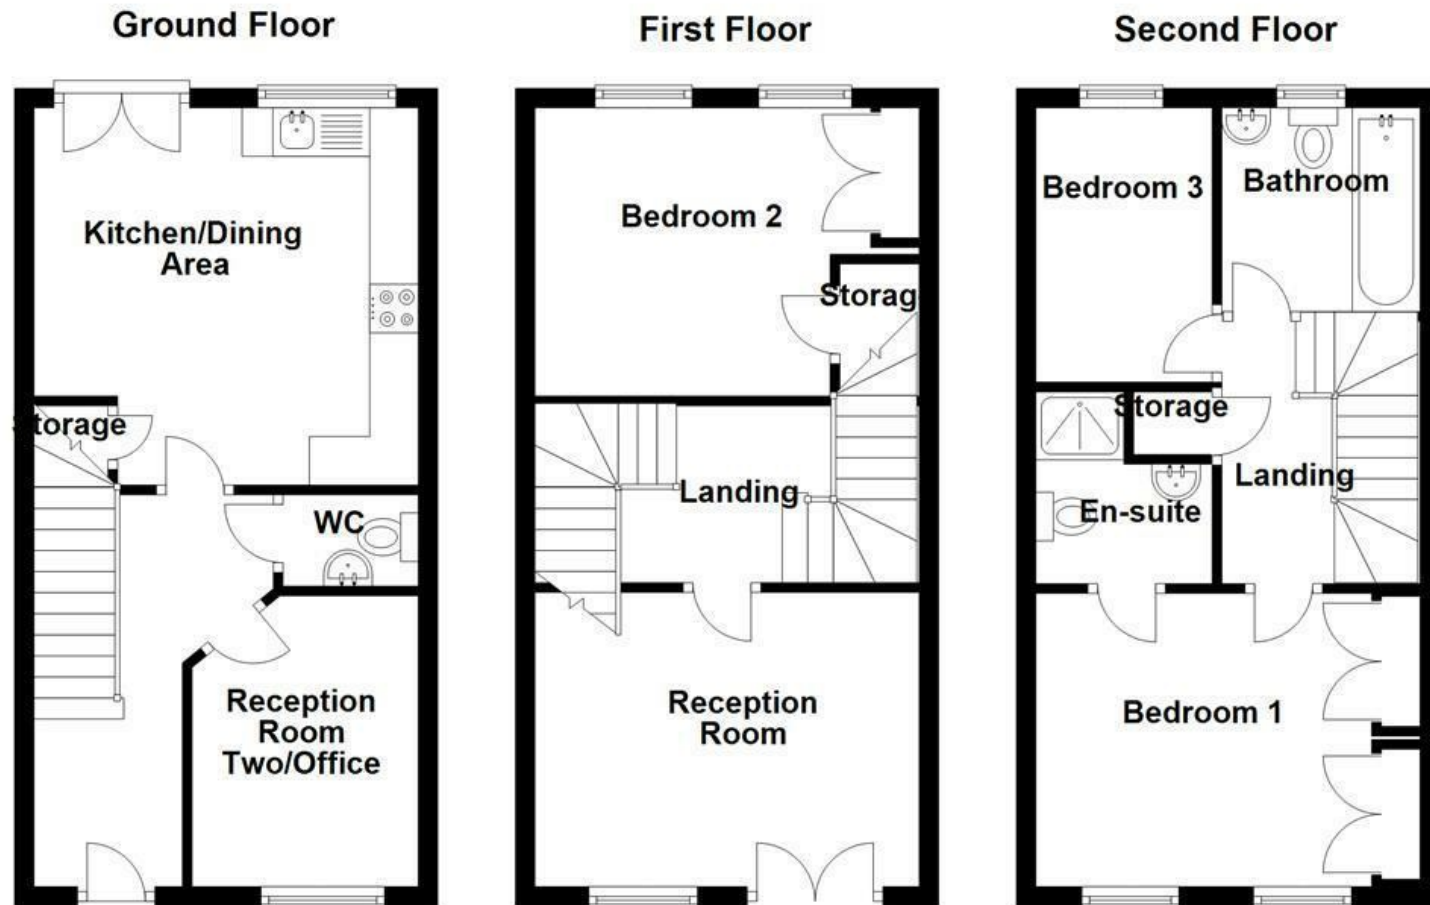 Ground Floor
Kitchen/Dining
Area
Storage
WC
Reception
Room
Two/Office
First Floor
Bedroom 2
Storag
Landing
Reception
Room
Second Floor
Bedroom 3
Bathroom
Storage
Landing
En-suite
Bedroom 1